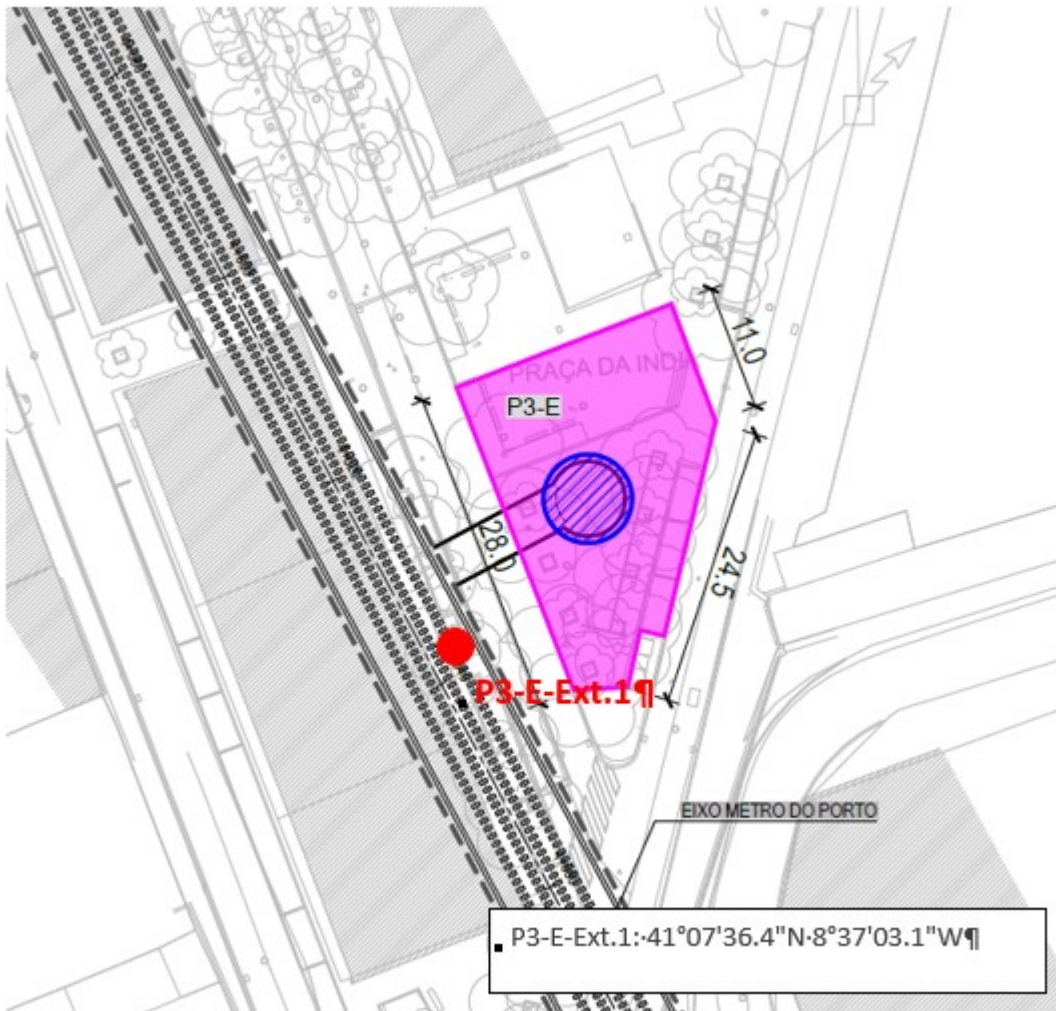 11.0
PRAÇA DA INDI
P3-E
28.0
24.5
P3-E-Ext.1¶
EIXO METRO DO PORTO
▪ P3-E-Ext.1:·41°07'36.4"N·8°37'03.1"W¶